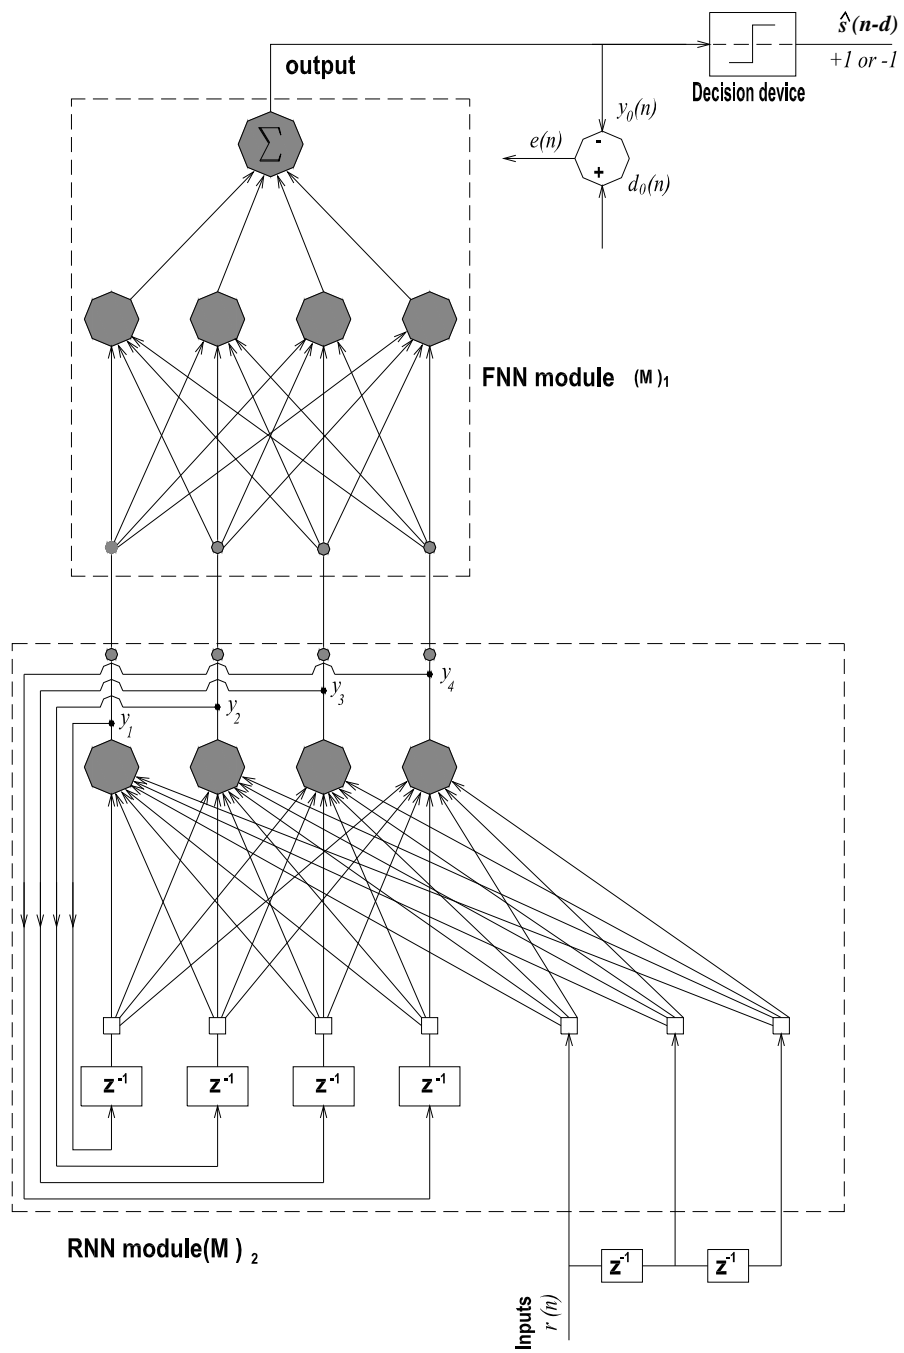 ŝ(n-d)
output
+1 or -1
Decision device
Σ
y0(n)
e(n)
-
+
d0(n)
FNN module (M)1
y4
y3
y2
y1
z-1 z-1 z-1 z-1
RNN module(M)2
z-1 z-1
Inputs
r (n)